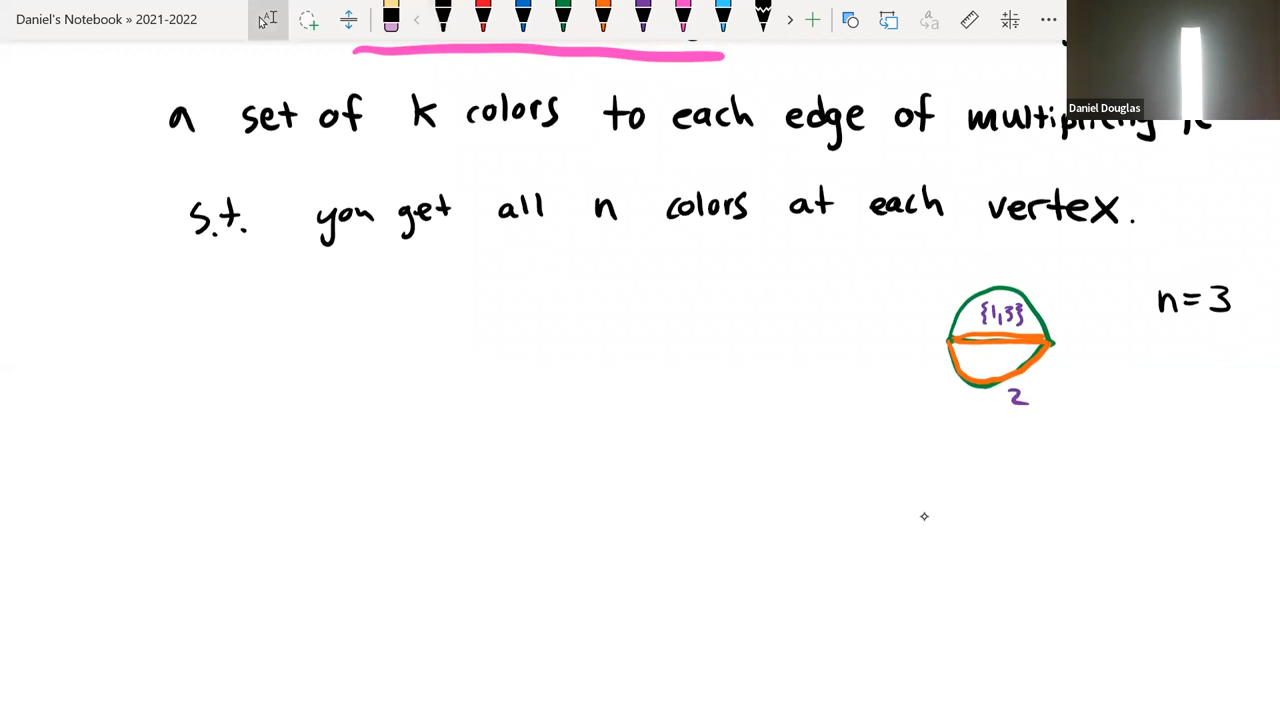 Daniel's Notebook » 2021-2022
Daniel Douglas
a set of k colors to each edge of multiplicity
s.t. you get all n colors at each vertex.
n=3
{1,3}
2